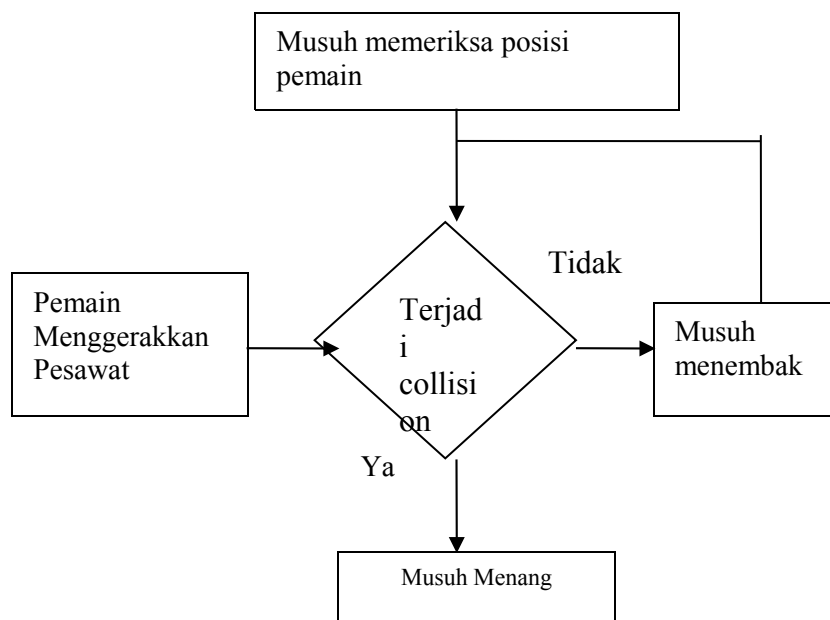 Musuh memeriksa posisi
pemain
Tidak
Pemain
Menggerakkan
Pesawat
Terjad
i
collisi
on
Musuh
menembak
Ya
Musuh Menang